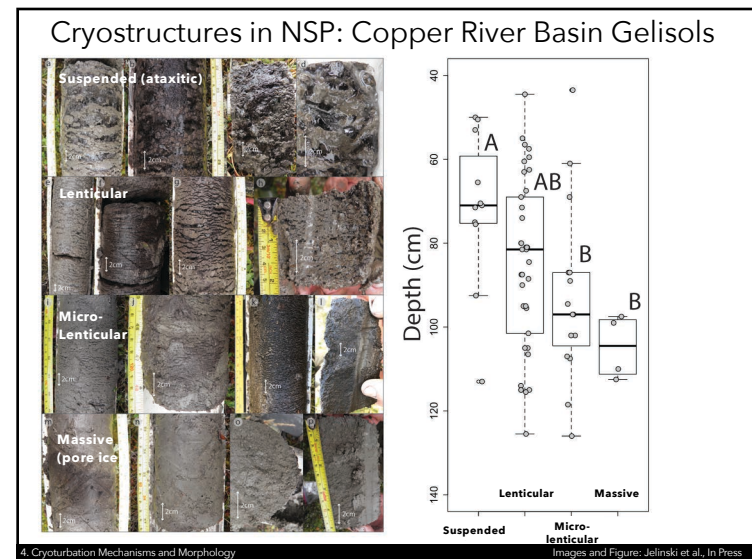 Cryostructures in NSP: Copper River Basin Gelisols
Suspended (ataxitic)
2cm
2cm
2cm
Lenticular
2cm
2cm
2cm
2cm
Micro-
Lenticular
2cm
2cm
2cm
2cm
Massive
(pore ice
2cm
2cm
2cm
2cm
Depth (cm)
40
60
80
100
120
140
A
AB
B
B
Lenticular
Massive
Suspended
Micro-
lenticular
4. Cryoturbation Mechanisms and Morphology
Images and Figure: Jelinski et al., In Press